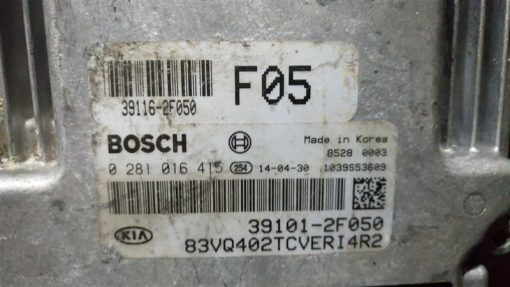 F05
39116-2F050
BOSCH
Made in Korea
8528 0003
0 281 016 415 254 14-04-30 1039S53609
39101-2F050
KIA
83VQ402TCVERI4R2